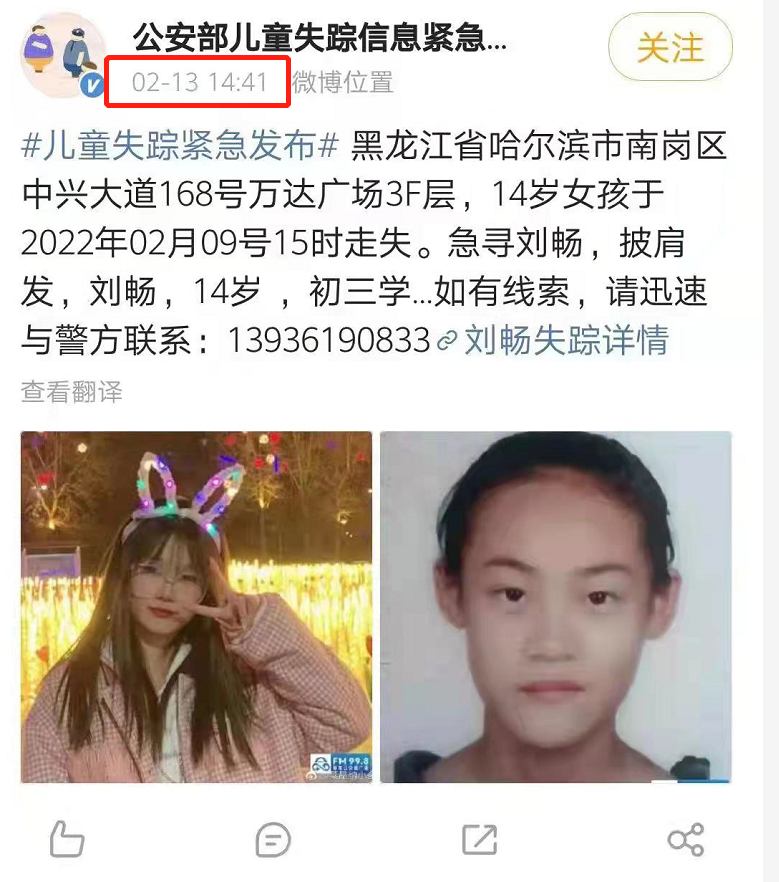 公安部儿童失踪信息紧急...
关注
02-13 14:41 微博位置
#儿童失踪紧急发布# 黑龙江省哈尔滨市南岗区
中兴大道168号万达广场3F层，14岁女孩于
2022年02月09号15时走失。急寻刘畅，披肩
发，刘畅，14岁 ，初三学...如有线索，请迅速
与警方联系：13936190833 刘畅失踪详情
查看翻译
FM 99.8